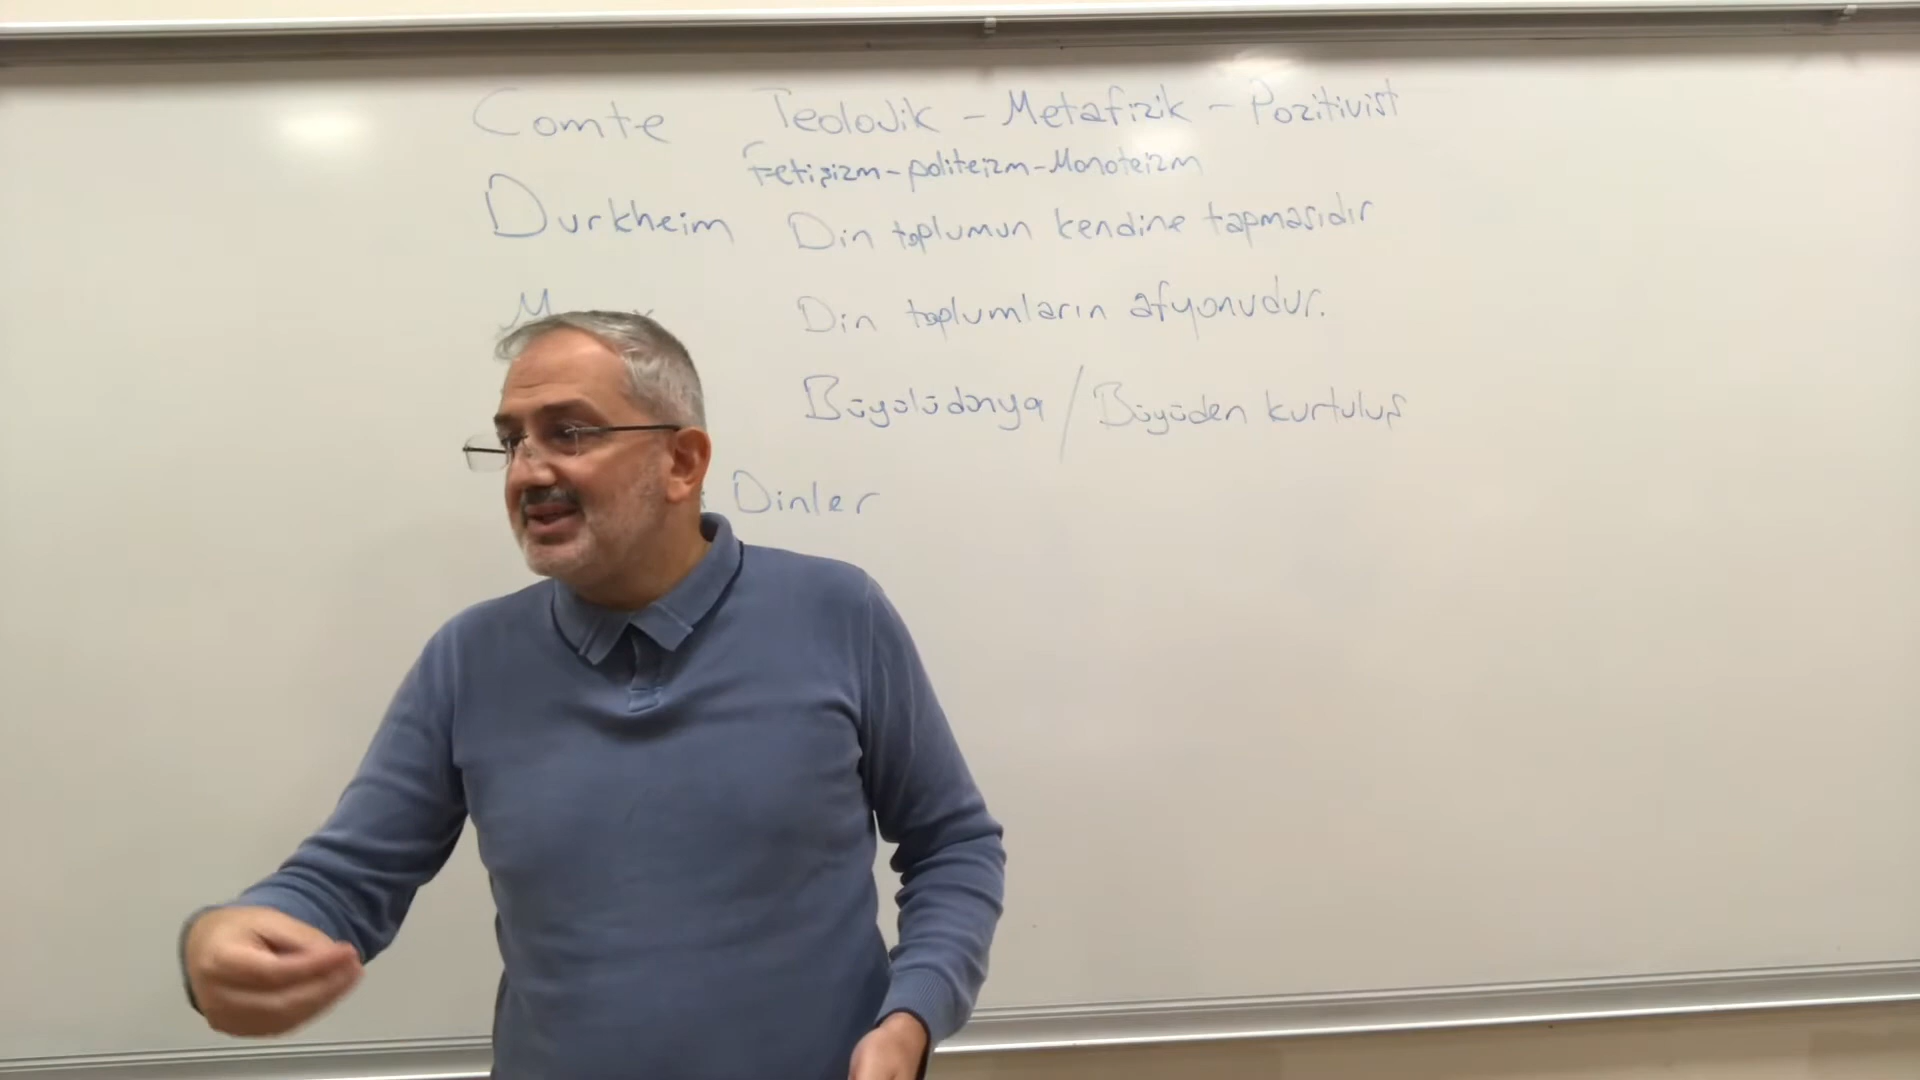 Comte Teolojik - Metafizik - Pozitivist
Fetişizm - politeizm - Monoteizm
Durkheim Din toplumun kendine tapmasıdır
Din toplumların afyonudur.
Büyülü dünya / Büyüden kurtuluş
Dinler